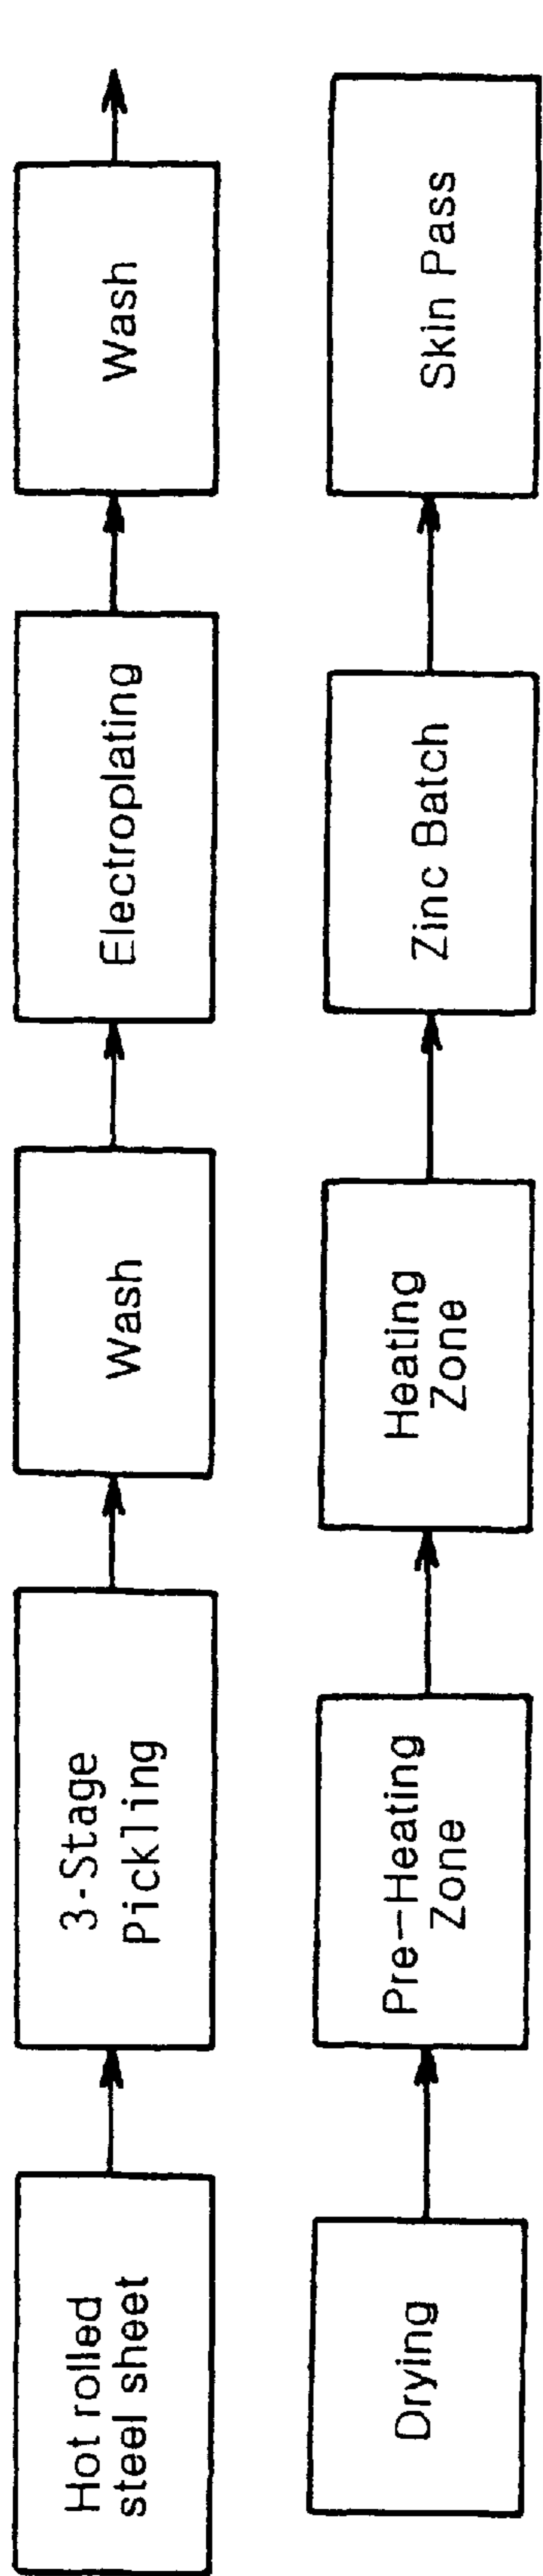 Hot rolled
steel sheet
3-Stage
Pickling
Wash
Electroplating
Wash
Drying
Pre-Heating
Zone
Heating
Zone
Zinc Batch
Skin Pass